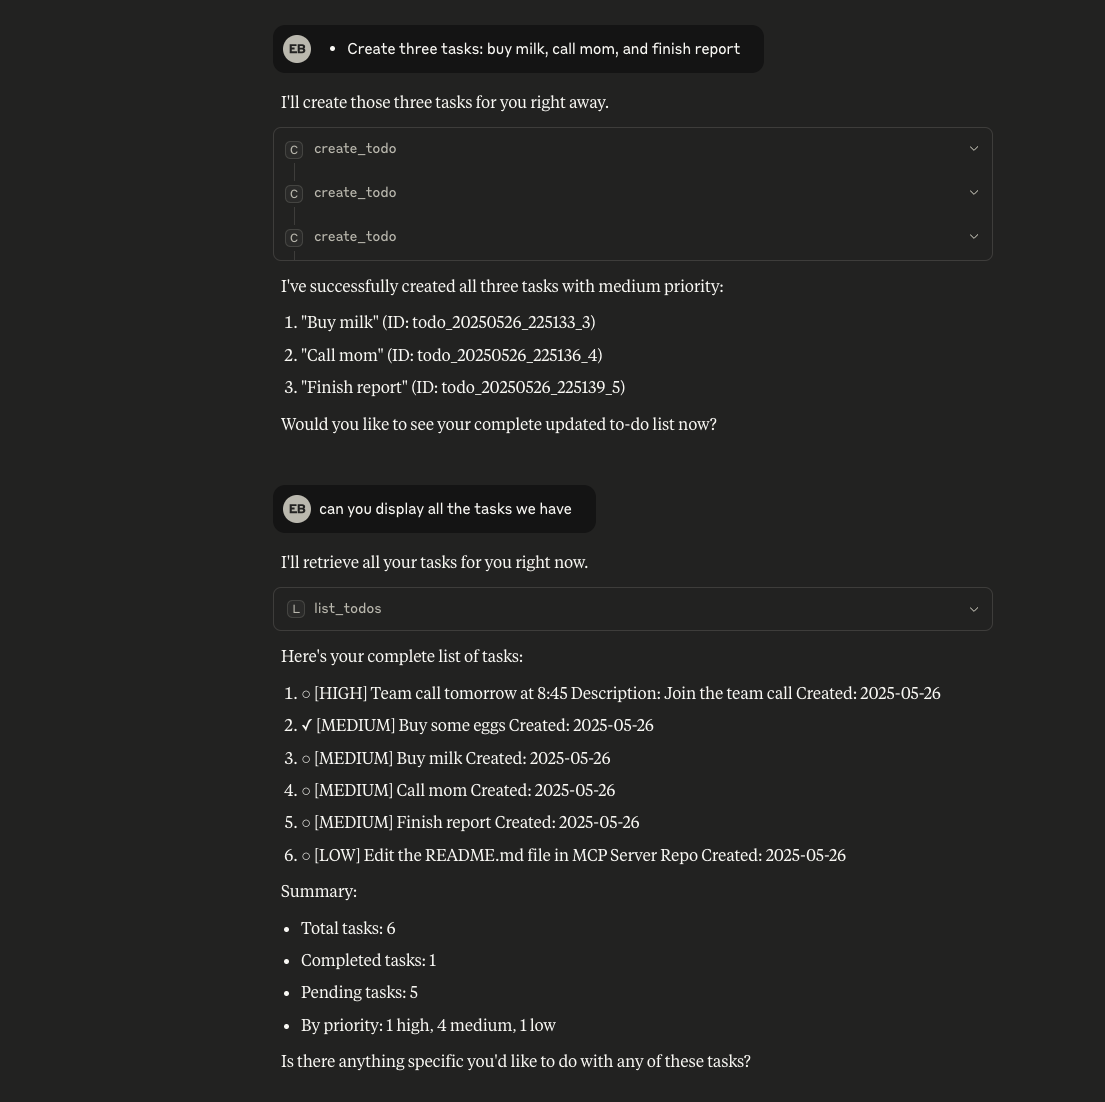 EB • Create three tasks: buy milk, call mom, and finish report
I'll create those three tasks for you right away.
C create_todo
C create_todo
C create_todo
I've successfully created all three tasks with medium priority:
1. "Buy milk" (ID: todo_20250526_225133_3)
2. "Call mom" (ID: todo_20250526_225136_4)
3. "Finish report" (ID: todo_20250526_225139_5)
Would you like to see your complete updated to-do list now?
EB can you display all the tasks we have
I'll retrieve all your tasks for you right now.
L list_todos
Here's your complete list of tasks:
1. ○ [HIGH] Team call tomorrow at 8:45 Description: Join the team call Created: 2025-05-26
2. ✓ [MEDIUM] Buy some eggs Created: 2025-05-26
3. ○ [MEDIUM] Buy milk Created: 2025-05-26
4. ○ [MEDIUM] Call mom Created: 2025-05-26
5. ○ [MEDIUM] Finish report Created: 2025-05-26
6. ○ [LOW] Edit the README.md file in MCP Server Repo Created: 2025-05-26
Summary:
• Total tasks: 6
• Completed tasks: 1
• Pending tasks: 5
• By priority: 1 high, 4 medium, 1 low
Is there anything specific you'd like to do with any of these tasks?